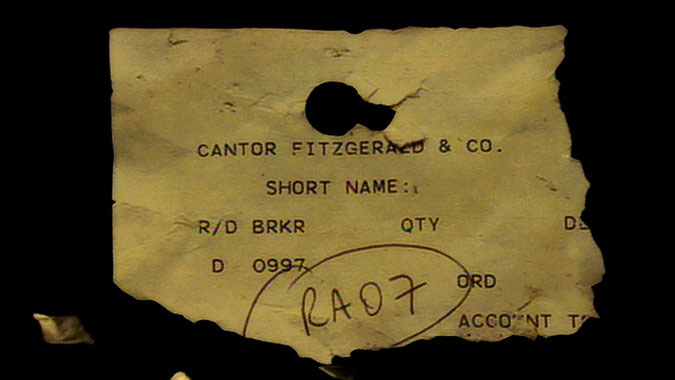 CANTOR FITZGERALD & CO.
SHORT NAME:
R/D BRKR QTY
D 0997
ORD
RA07
ACCOUNT